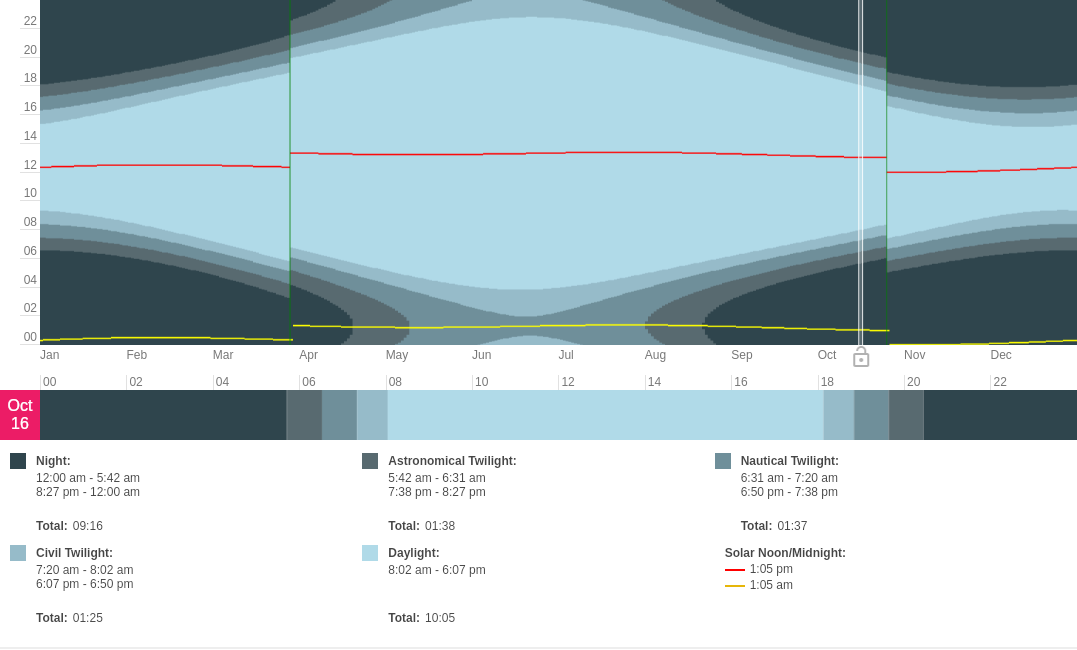 22
20
18
16
14
12
10
08
06
04
02
00
Jan Feb Mar Apr May Jun Jul Aug Sep Oct Nov Dec
00 02 04 06 08 10 12 14 16 18 20 22
Oct
16
Night:
12:00 am - 5:42 am
8:27 pm - 12:00 am
Total: 09:16
Astronomical Twilight:
5:42 am - 6:31 am
7:38 pm - 8:27 pm
Total: 01:38
Nautical Twilight:
6:31 am - 7:20 am
6:50 pm - 7:38 pm
Total: 01:37
Civil Twilight:
7:20 am - 8:02 am
6:07 pm - 6:50 pm
Total: 01:25
Daylight:
8:02 am - 6:07 pm
Total: 10:05
Solar Noon/Midnight:
1:05 pm
1:05 am